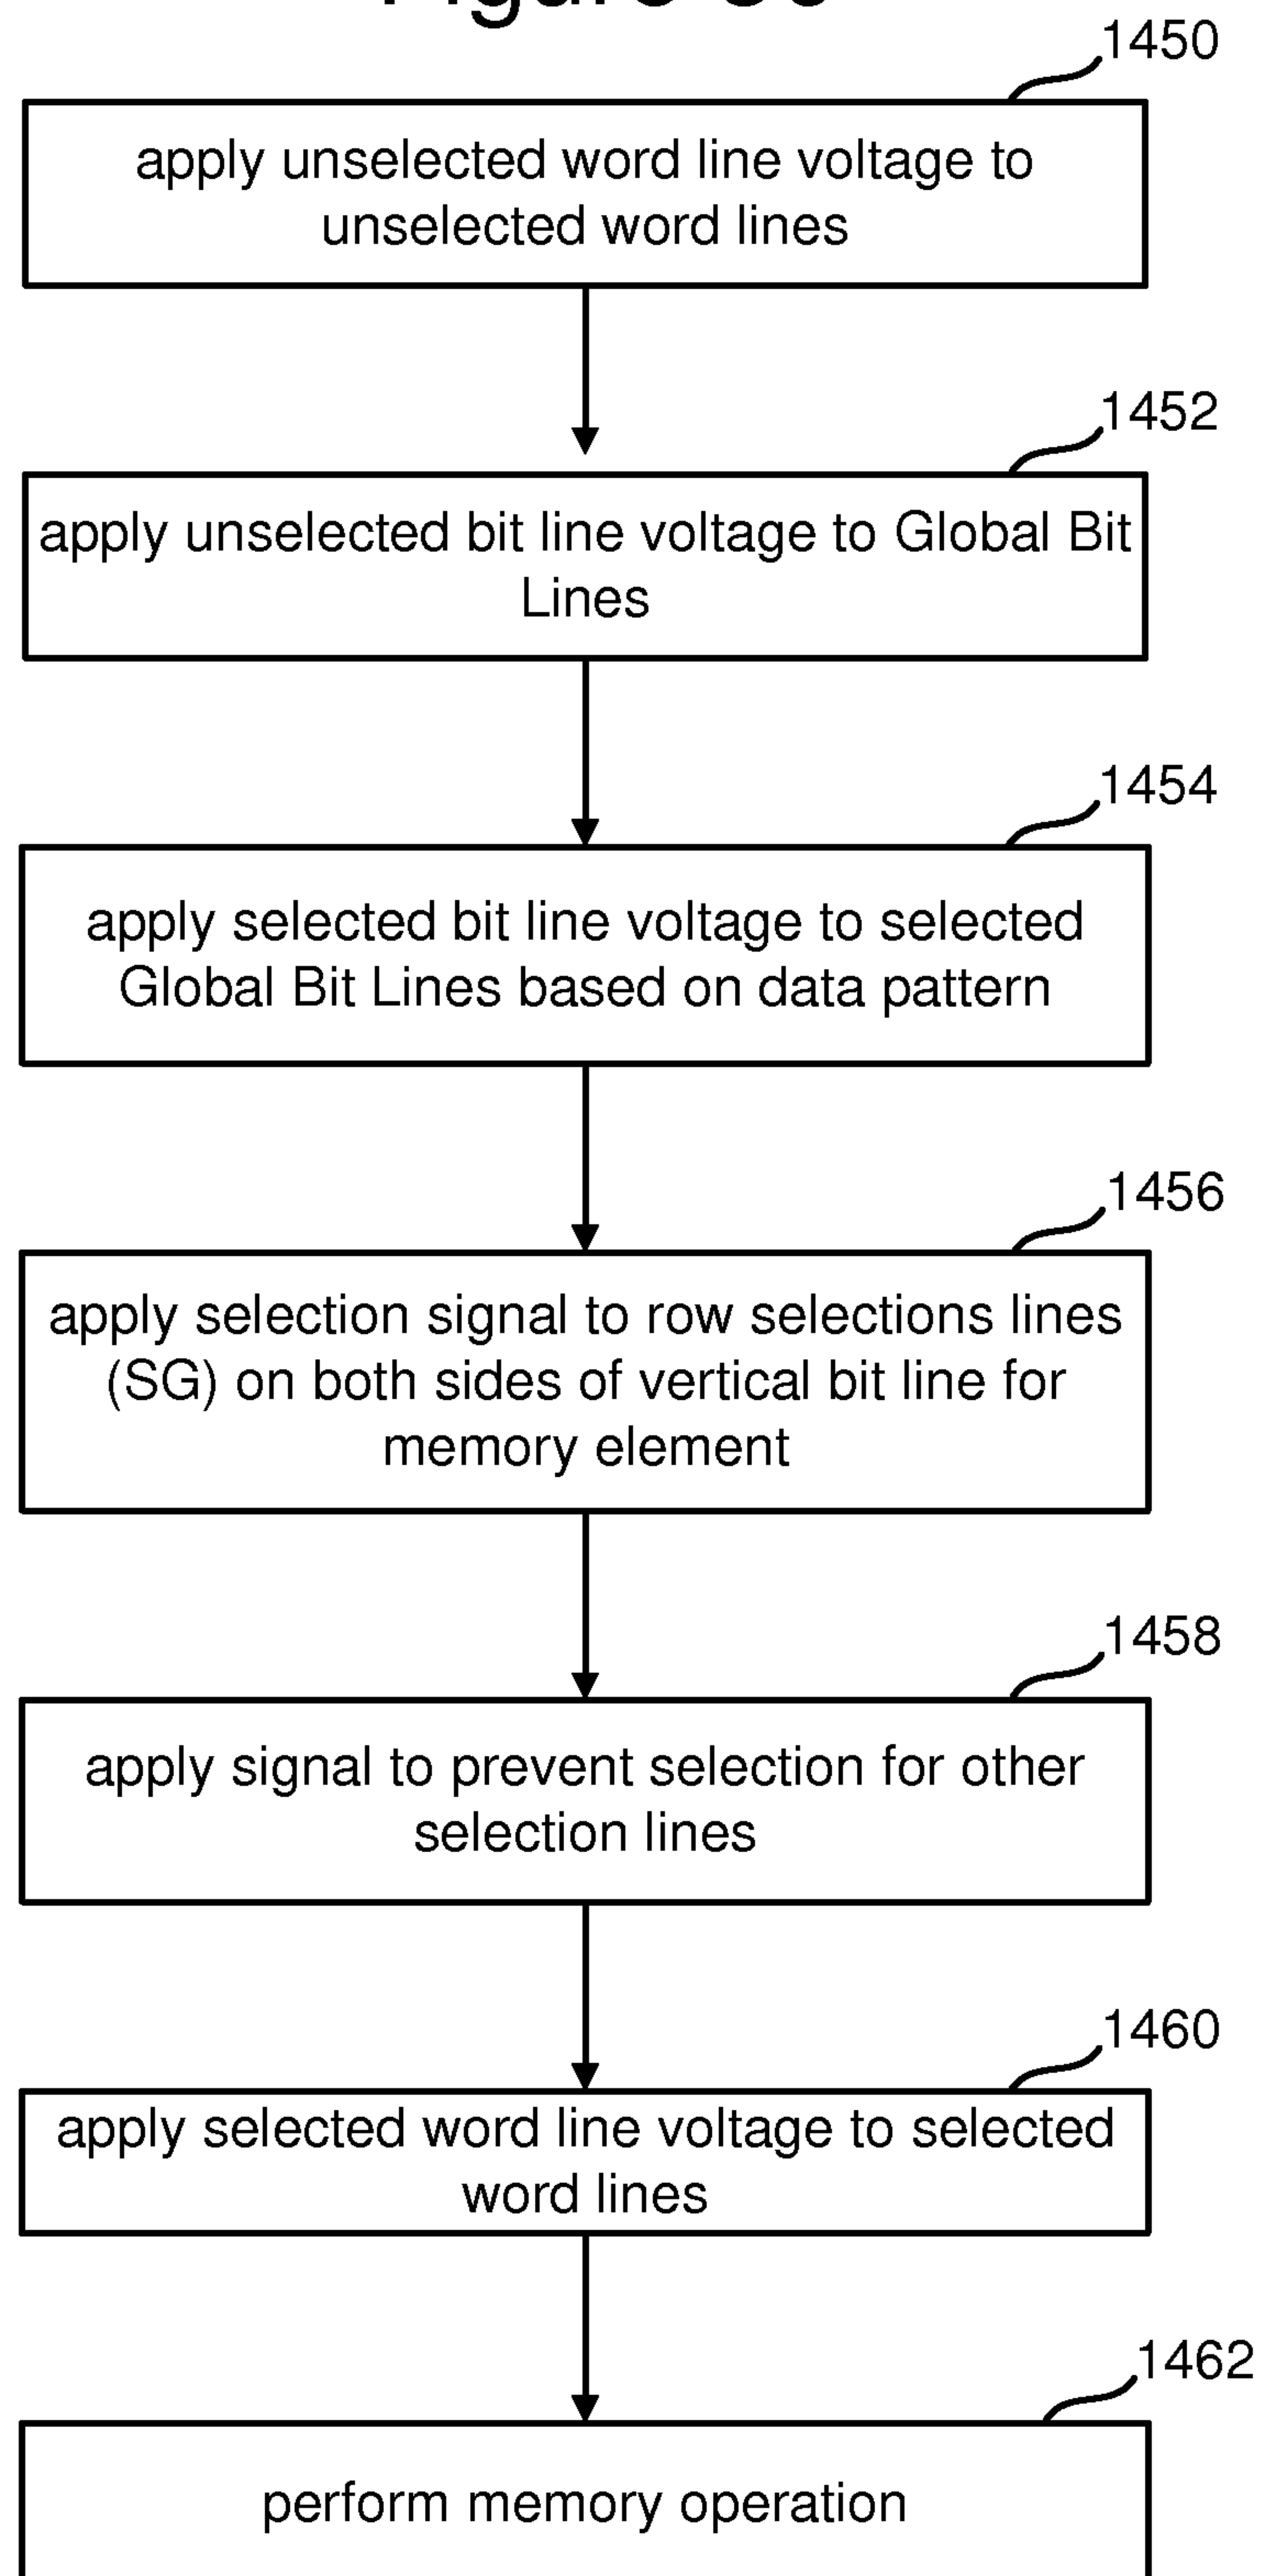 1450
apply unselected word line voltage to
unselected word lines
1452
apply unselected bit line voltage to Global Bit
Lines
1454
apply selected bit line voltage to selected
Global Bit Lines based on data pattern
1456
apply selection signal to row selections lines
(SG) on both sides of vertical bit line for
memory element
1458
apply signal to prevent selection for other
selection lines
1460
apply selected word line voltage to selected
word lines
1462
perform memory operation